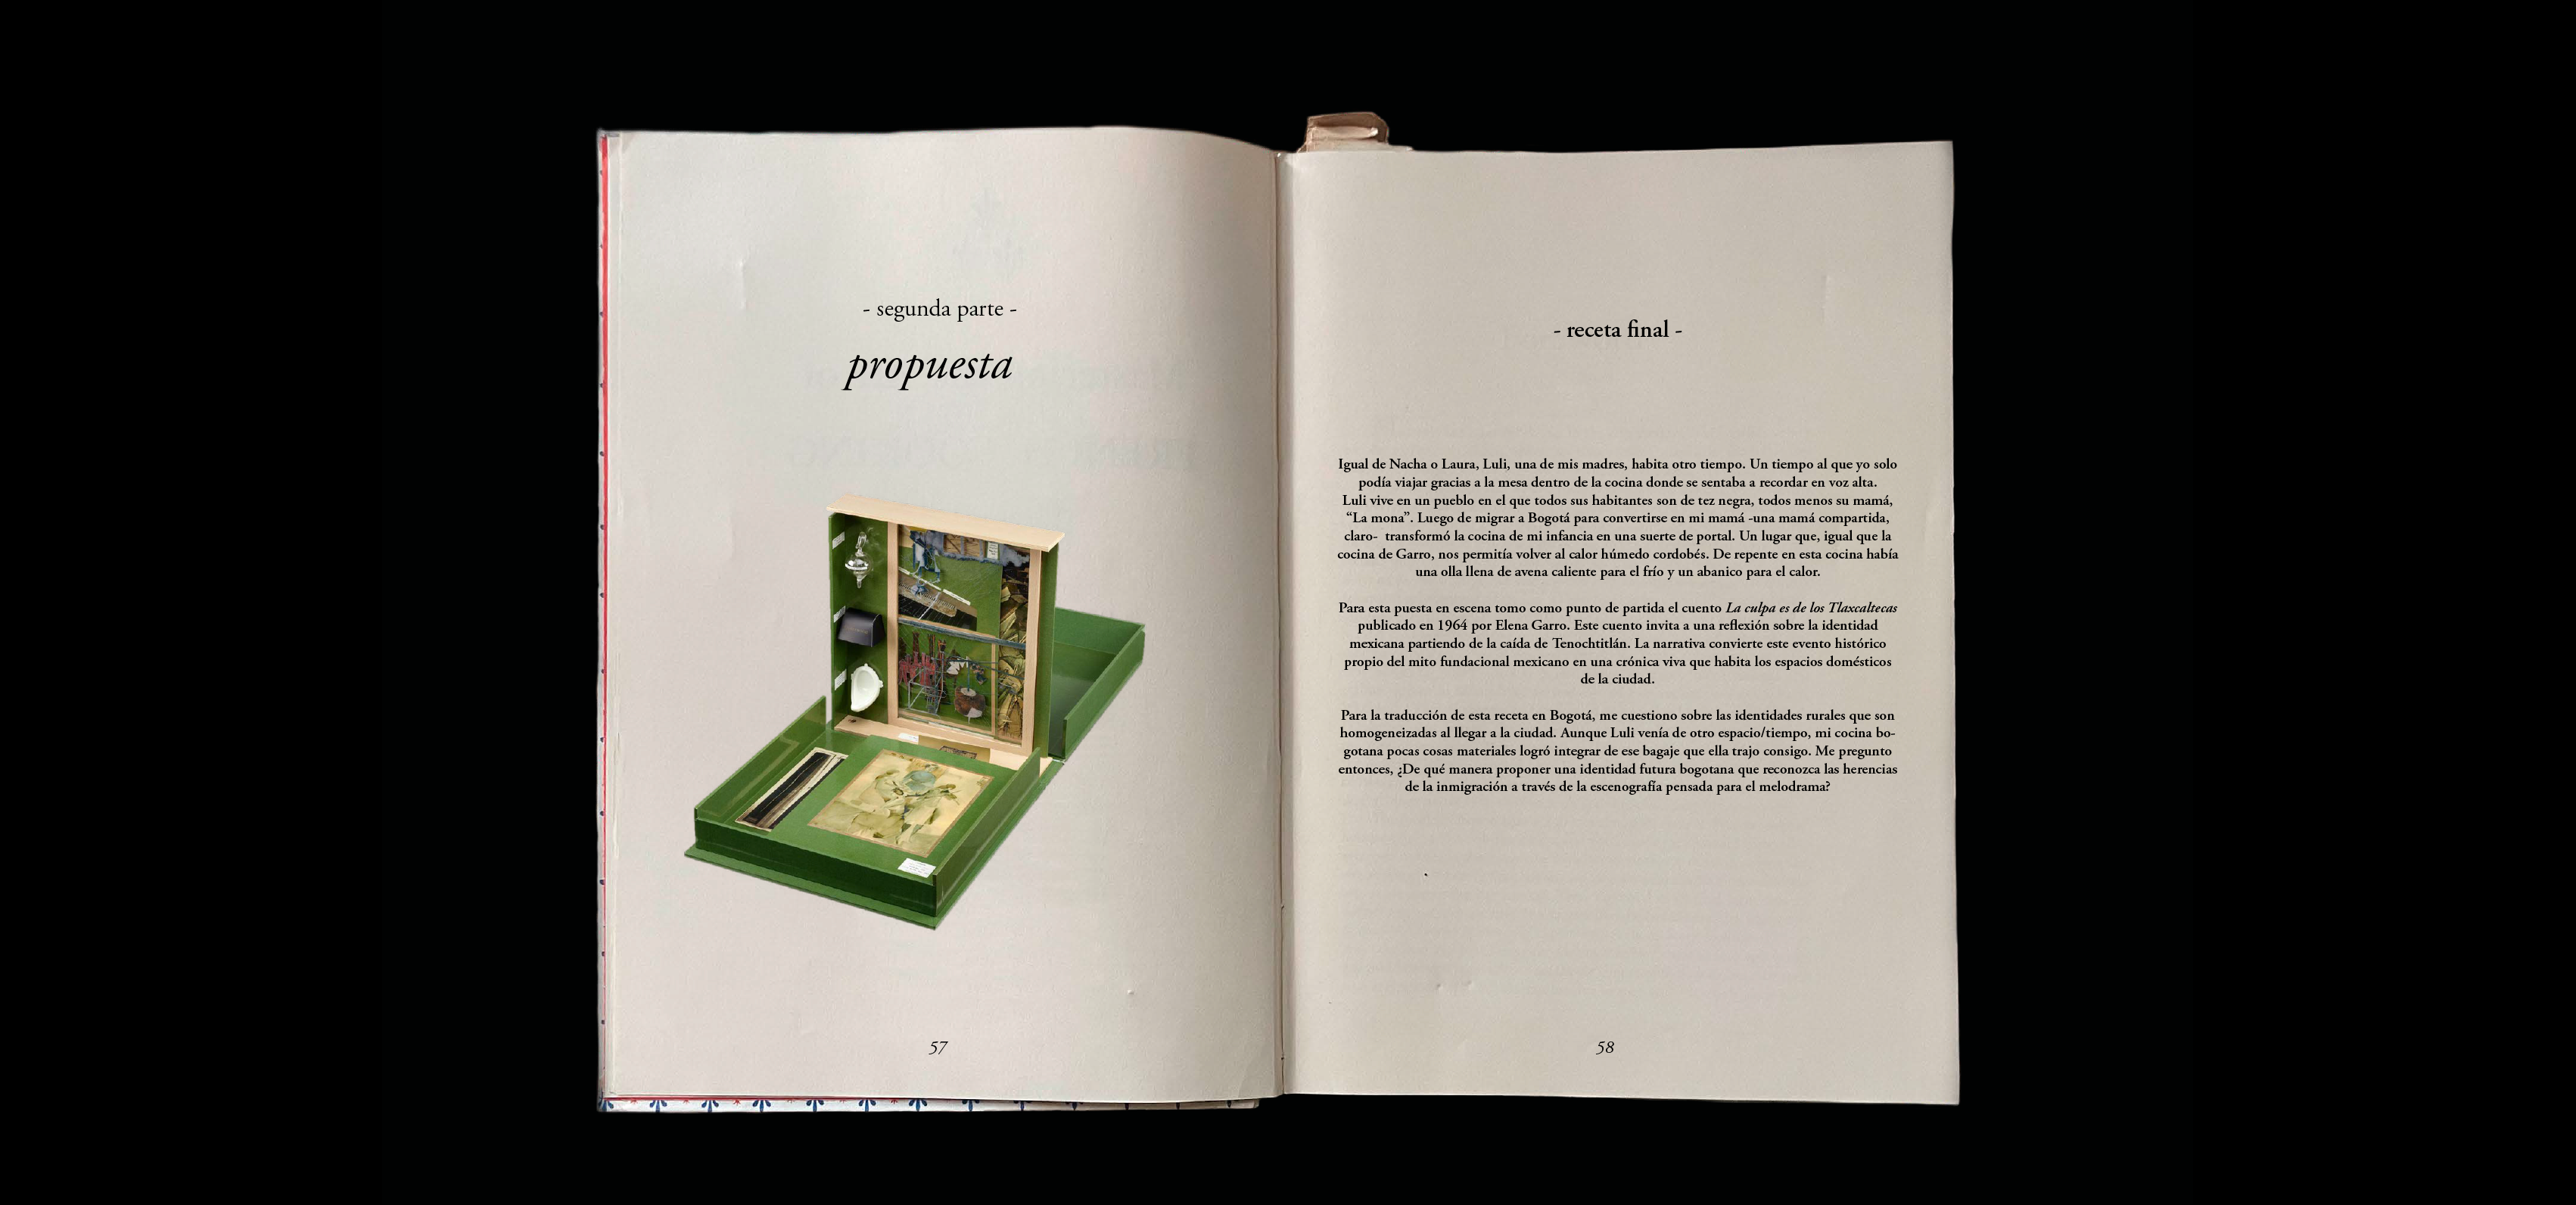 - segunda parte -
propuesta
57
- receta final -
Igual de Nacha o Laura, Luli, una de mis madres, habita otro tiempo. Un tiempo al que yo solo
podía viajar gracias a la mesa dentro de la cocina donde se sentaba a recordar en voz alta.
Luli vive en un pueblo en el que todos sus habitantes son de tez negra, todos menos su mamá,
“La mona”. Luego de migrar a Bogotá para convertirse en mi mamá -una mamá compartida,
claro- transformó la cocina de mi infancia en una suerte de portal. Un lugar que, igual que la
cocina de Garro, nos permitía volver al calor húmedo cordobés. De repente en esta cocina había
una olla llena de avena caliente para el frío y un abanico para el calor.
Para esta puesta en escena tomo como punto de partida el cuento La culpa es de los Tlaxcaltecas
publicado en 1964 por Elena Garro. Este cuento invita a una reflexión sobre la identidad
mexicana partiendo de la caída de Tenochtitlán. La narrativa convierte este evento histórico
propio del mito fundacional mexicano en una crónica viva que habita los espacios domésticos
de la ciudad.
Para la traducción de esta receta en Bogotá, me cuestiono sobre las identidades rurales que son
homogeneizadas al llegar a la ciudad. Aunque Luli venía de otro espacio/tiempo, mi cocina bo-
gotana pocas cosas materiales logró integrar de ese bagaje que ella trajo consigo. Me pregunto
entonces, ¿De qué manera proponer una identidad futura bogotana que reconozca las herencias
de la inmigración a través de la escenografía pensada para el melodrama?
58